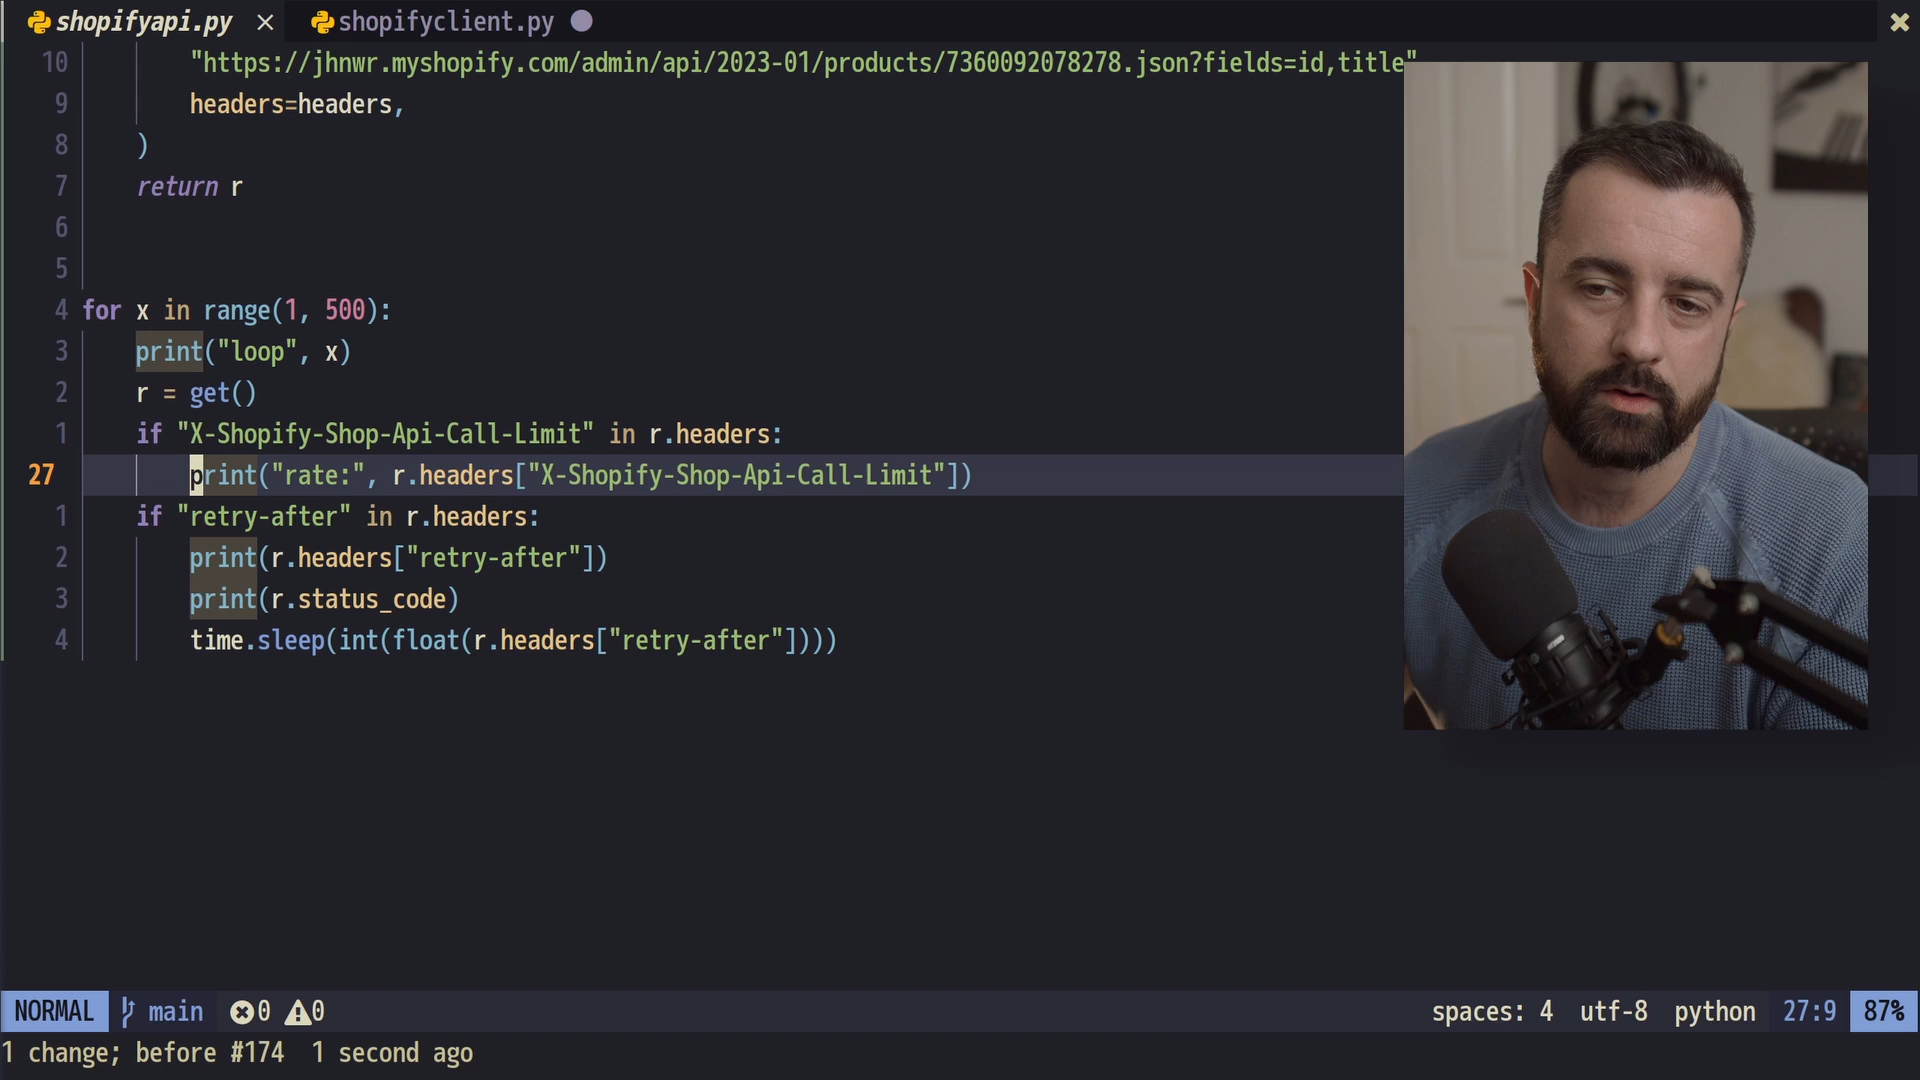 shopifyapi.py × shopifyclient.py
10 "https://jhnwr.myshopify.com/admin/api/2023-01/products/7360092078278.json?fields=id,title"
9 headers=headers,
8 )
7 return r
6
5
4 for x in range(1, 500):
3 print("loop", x)
2 r = get()
1 if "X-Shopify-Shop-Api-Call-Limit" in r.headers:
27 print("rate:", r.headers["X-Shopify-Shop-Api-Call-Limit"])
1 if "retry-after" in r.headers:
2 print(r.headers["retry-after"])
3 print(r.status_code)
4 time.sleep(int(float(r.headers["retry-after"])))
NORMAL main 0 0 spaces: 4 utf-8 python 27:9 87%
1 change; before #174 1 second ago